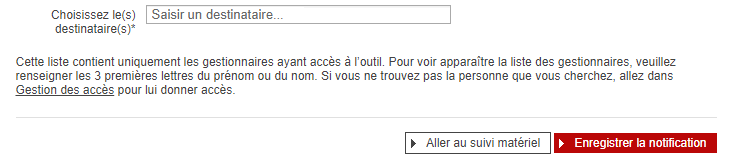 Choisissez le(s)
destinataire(s)*
Saisir un destinataire...
Cette liste contient uniquement les gestionnaires ayant accès à l'outil. Pour voir apparaître la liste des gestionnaires, veuillez
renseigner les 3 premières lettres du prénom ou du nom. Si vous ne trouvez pas la personne que vous cherchez, allez dans
Gestion des accès pour lui donner accès.
Aller au suivi matériel
Enregistrer la notification